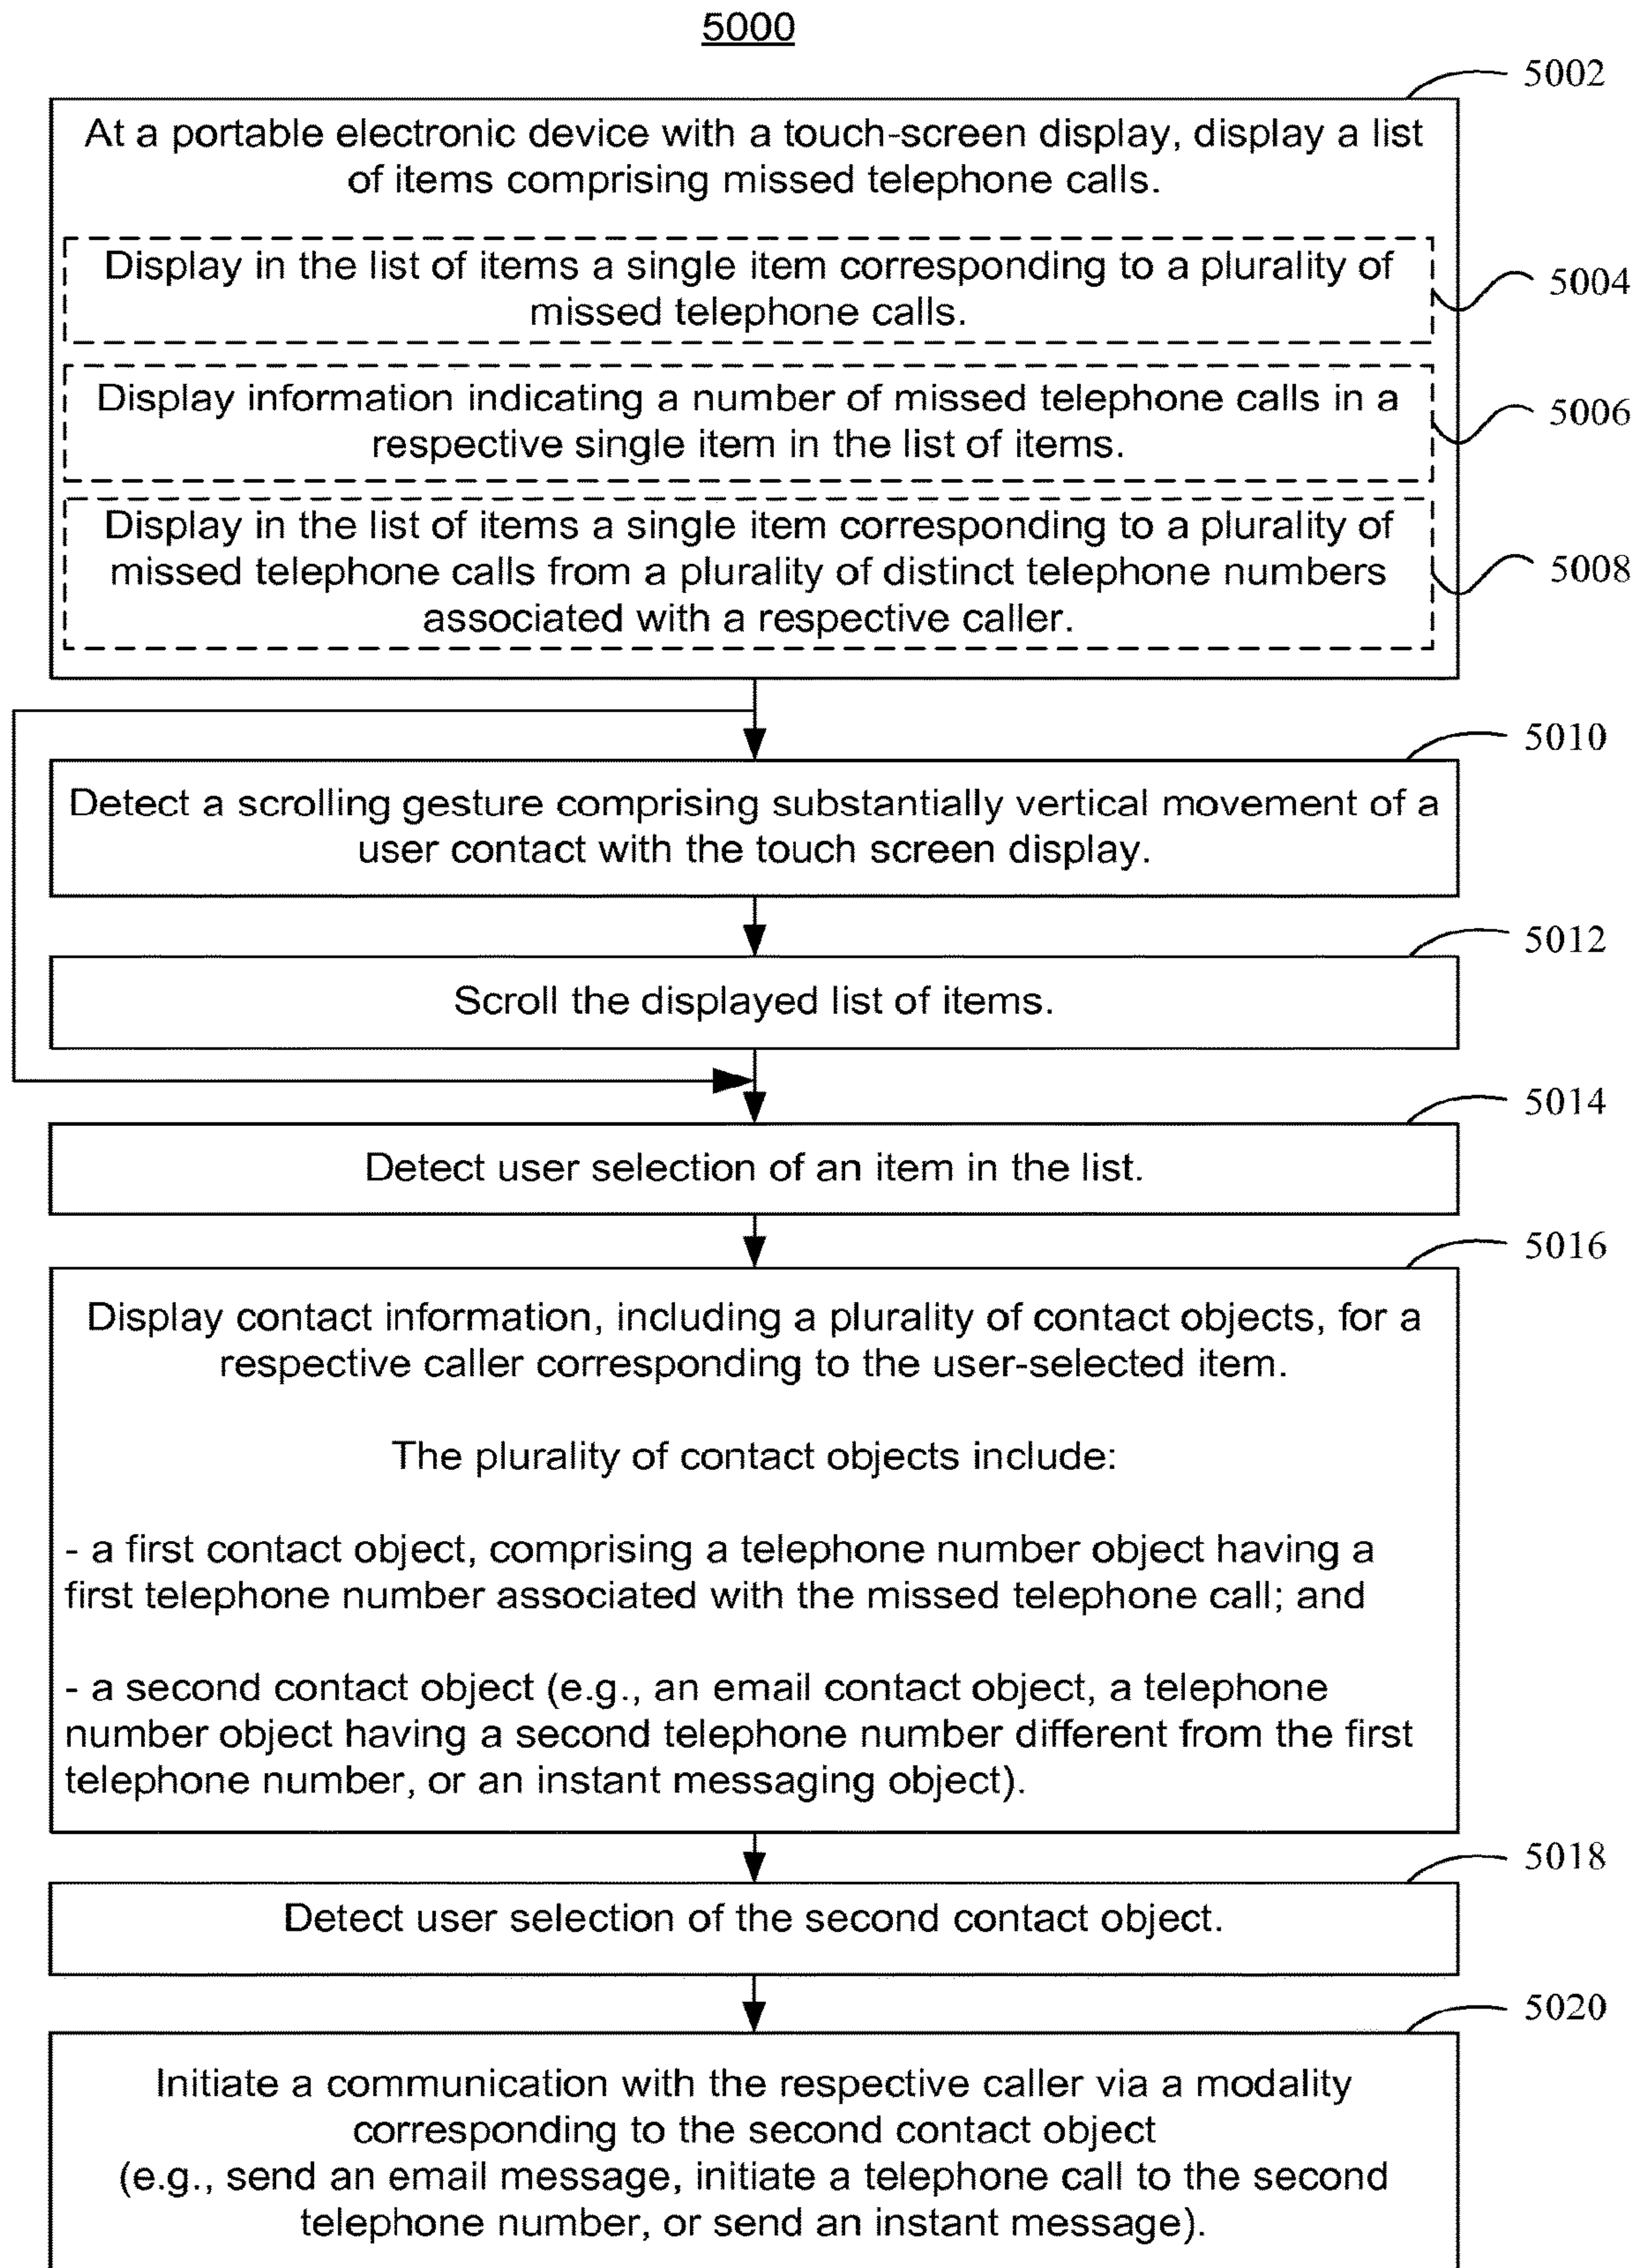 5000
5002
At a portable electronic device with a touch-screen display, display a list
of items comprising missed telephone calls.
Display in the list of items a single item corresponding to a plurality of
missed telephone calls.
5004
Display information indicating a number of missed telephone calls in a
respective single item in the list of items.
5006
Display in the list of items a single item corresponding to a plurality of
missed telephone calls from a plurality of distinct telephone numbers
associated with a respective caller.
5008
5010
Detect a scrolling gesture comprising substantially vertical movement of a
user contact with the touch screen display.
5012
Scroll the displayed list of items.
5014
Detect user selection of an item in the list.
5016
Display contact information, including a plurality of contact objects, for a
respective caller corresponding to the user-selected item.
The plurality of contact objects include:
- a first contact object, comprising a telephone number object having a
first telephone number associated with the missed telephone call; and
- a second contact object (e.g., an email contact object, a telephone
number object having a second telephone number different from the first
telephone number, or an instant messaging object).
5018
Detect user selection of the second contact object.
5020
Initiate a communication with the respective caller via a modality
corresponding to the second contact object
(e.g., send an email message, initiate a telephone call to the second
telephone number, or send an instant message).